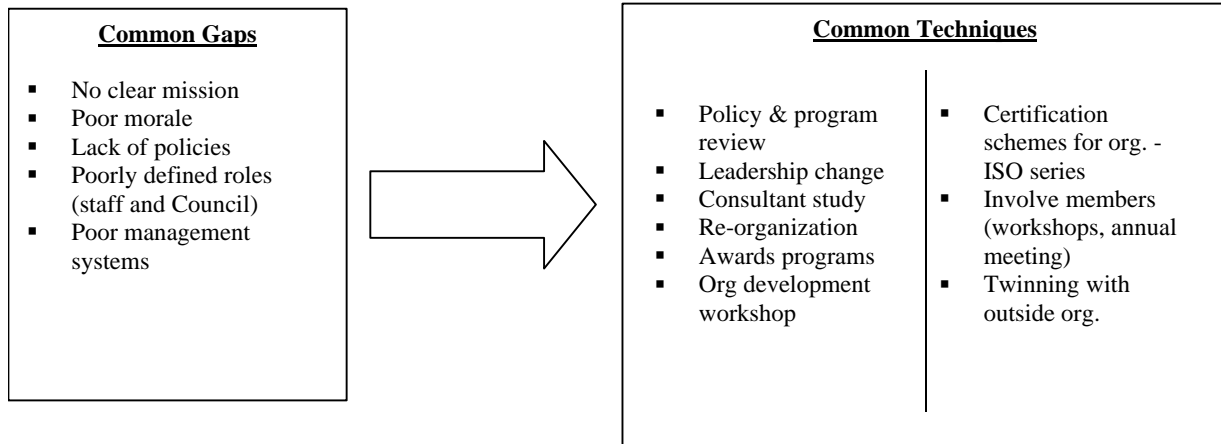 Common Gaps
▪ No clear mission
▪ Poor morale
▪ Lack of policies
▪ Poorly defined roles
(staff and Council)
▪ Poor management
systems
Common Techniques
▪ Policy & program
review
▪ Leadership change
▪ Consultant study
▪ Re-organization
▪ Awards programs
▪ Org development
workshop
▪ Certification
schemes for org. -
ISO series
▪ Involve members
(workshops, annual
meeting)
▪ Twinning with
outside org.